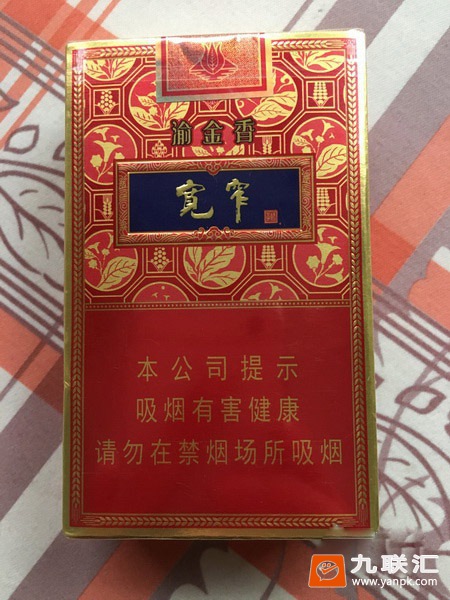 渝金香
宽窄
本公司提示
吸烟有害健康
请勿在禁烟场所吸烟
九联汇
www.yanpk.com